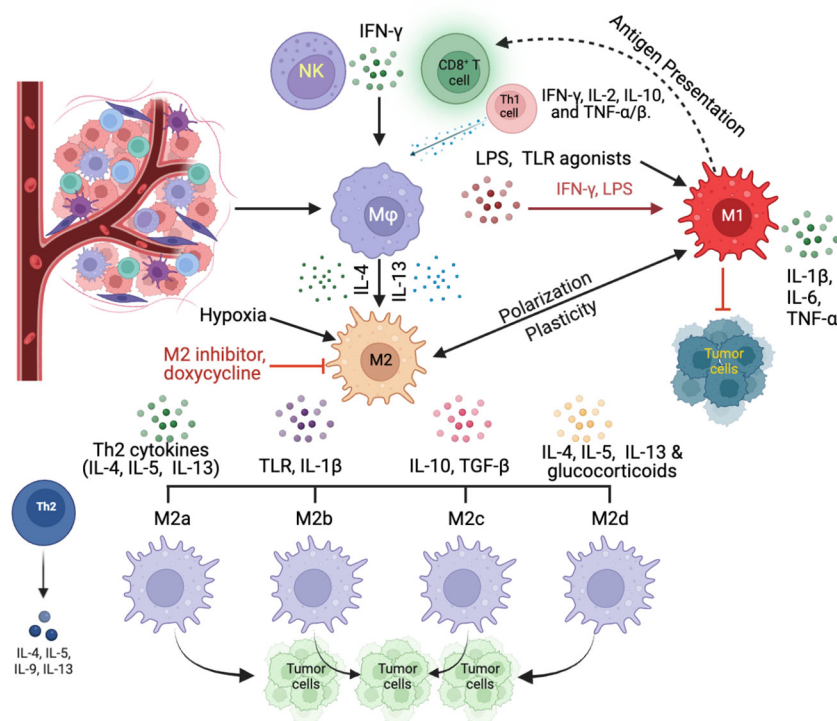 IFN-γ
NK
CD8⁺ T
cell
Th1
cell
IFN-γ, IL-2, IL-10,
and TNF-α/β.
Antigen Presentation
LPS, TLR agonists
IFN-γ, LPS
Mφ
M1
IL-1β,
IL-6,
TNF-α
IL-4
IL-13
Hypoxia
Polarization
Plasticity
M2 inhibitor,
doxycycline
M2
Tumor
cells
Th2 cytokines
(IL-4, IL-5, IL-13)
TLR, IL-1β
IL-10, TGF-β
IL-4, IL-5, IL-13 &
glucocorticoids
Th2
M2a
M2b
M2c
M2d
IL-4, IL-5,
IL-9, IL-13
Tumor
cells
Tumor
cells
Tumor
cells